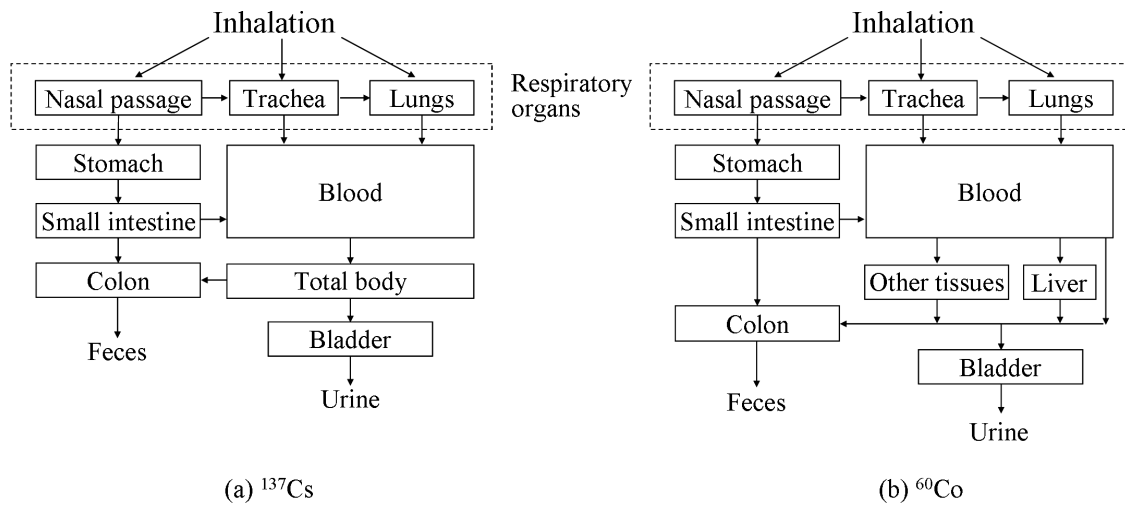 Inhalation
Nasal passage
Trachea
Lungs
Respiratory
organs
Stomach
Blood
Small intestine
Colon
Total body
Bladder
Feces
Urine
(a) ¹³⁷Cs
Inhalation
Nasal passage
Trachea
Lungs
Stomach
Blood
Small intestine
Other tissues
Liver
Colon
Bladder
Feces
Urine
(b) ⁶⁰Co